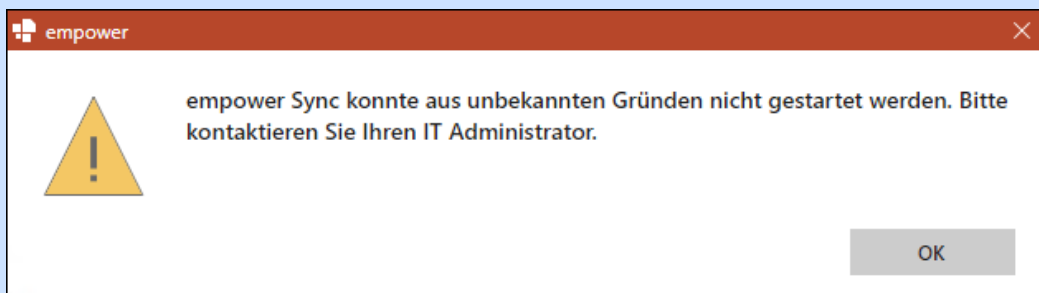 empower
empower Sync konnte aus unbekannten Gründen nicht gestartet werden. Bitte
kontaktieren Sie Ihren IT Administrator.
OK